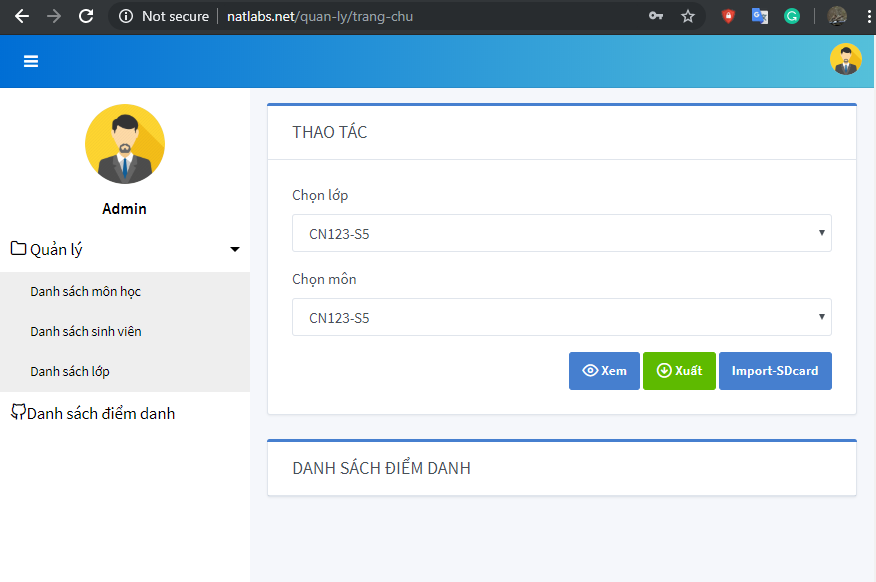 Not secure
natlabs.net/quan-ly/trang-chu
Admin
Quản lý
Danh sách môn học
Danh sách sinh viên
Danh sách lớp
Danh sách điểm danh
THAO TÁC
Chọn lớp
CN123-S5
Chọn môn
CN123-S5
Xem
Xuất
Import-SDcard
DANH SÁCH ĐIỂM DANH